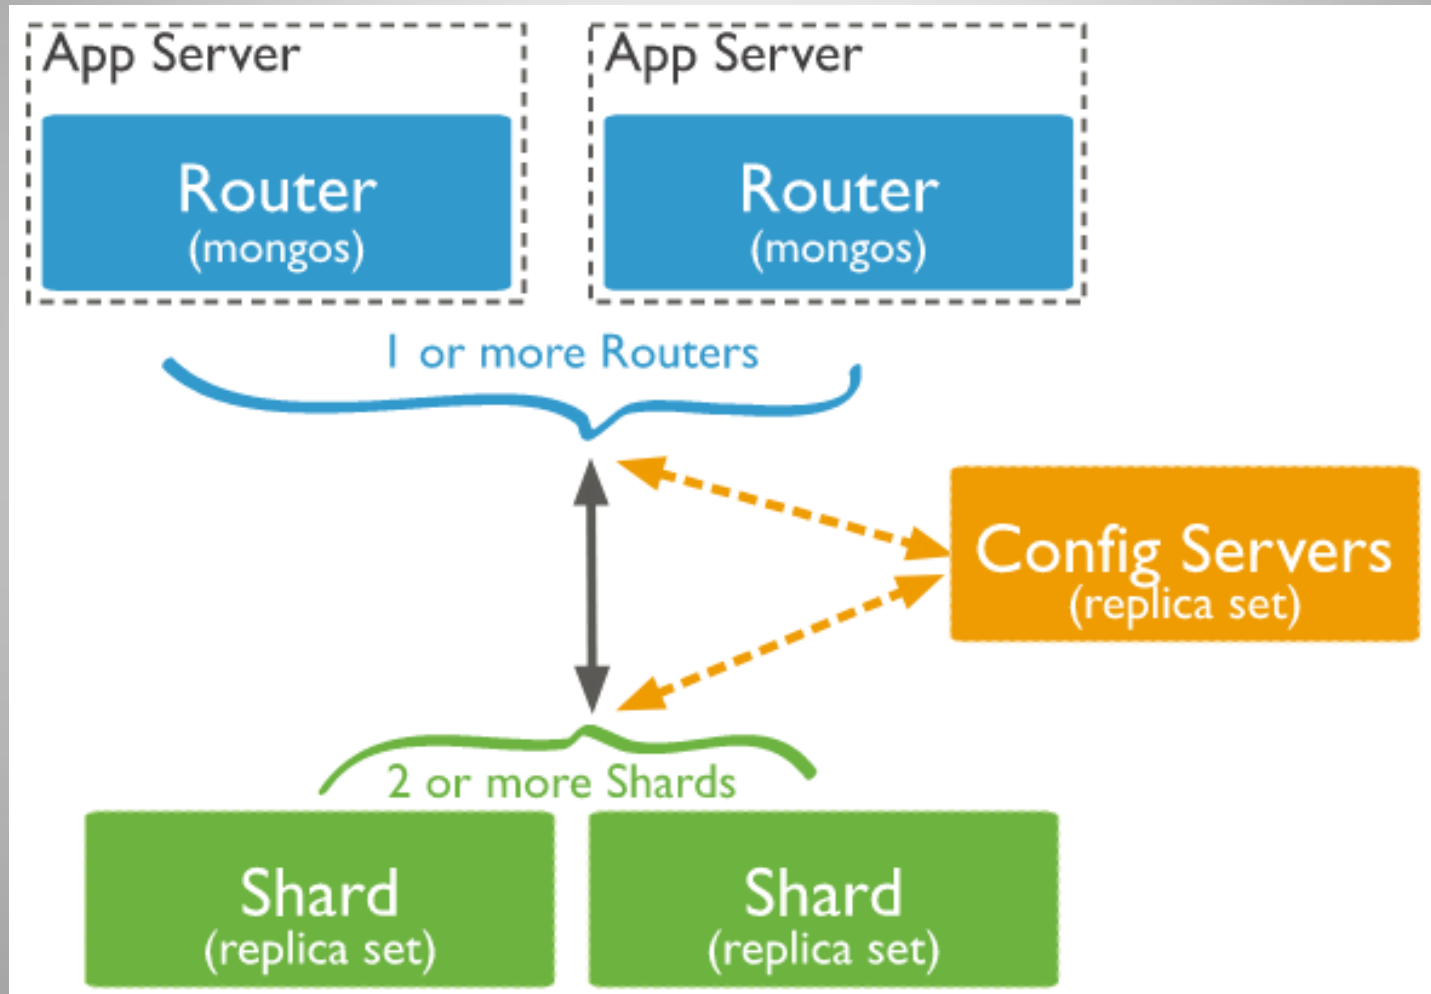 App Server
Router
(mongos)
App Server
Router
(mongos)
1 or more Routers
Config Servers
(replica set)
2 or more Shards
Shard
(replica set)
Shard
(replica set)